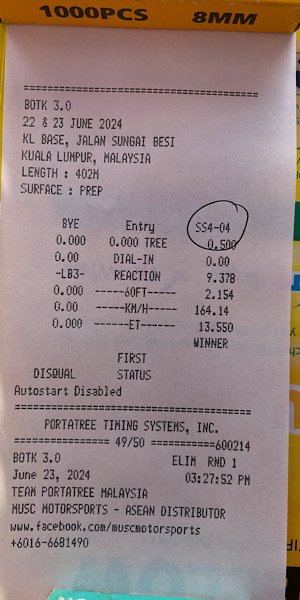 1000PCS 8MM
========================================
BOTK 3.0
22 & 23 JUNE 2024
KL BASE, JALAN SUNGAI BESI
KUALA LUMPUR, MALAYSIA
LENGTH : 402M
SURFACE : PREP
BYE Entry SS4-04
0.000 0.000 TREE 0.500
0.00 DIAL-IN 0.00
-LB3- REACTION 9.378
0.000 ------60FT----- 2.154
0.00 ------KM/H----- 164.14
0.000 ------ET----- 13.550
WINNER
FIRST
DISQUAL STATUS
Autostart Disabled
========================================
PORTATREE TIMING SYSTEMS, INC.
================ 49/50 ===========600214
BOTK 3.0 ELIM RND 1
June 23, 2024 03:27:52 PM
TEAM PORTATREE MALAYSIA
MUSC MOTORSPORTS - ASEAN DISTRIBUTOR
www.facebook.com/muscmotorsports
+6016-6681490